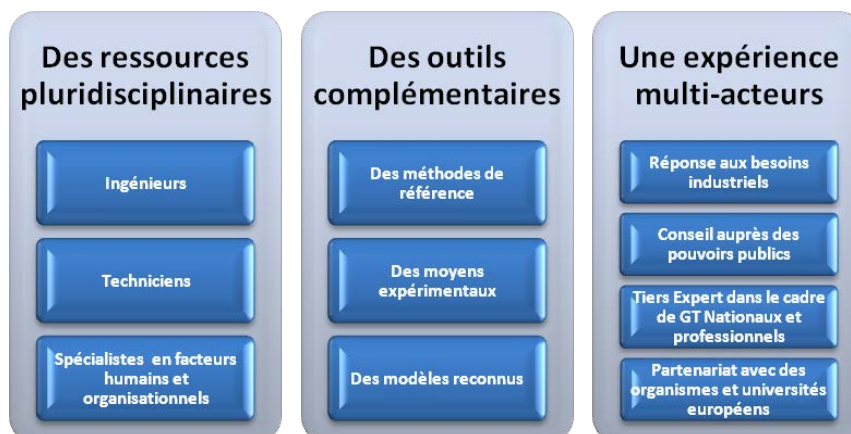 Des ressources
pluridisciplinaires
Ingénieurs
Techniciens
Spécialistes en facteurs
humains et
organisationnels
Des outils
complémentaires
Des méthodes de
référence
Des moyens
expérimentaux
Des modèles reconnus
Une expérience
multi-acteurs
Réponse aux besoins
industriels
Conseil auprès des
pouvoirs publics
Tiers Expert dans le cadre
de GT Nationaux et
professionnels
Partenariat avec des
organismes et universités
européens